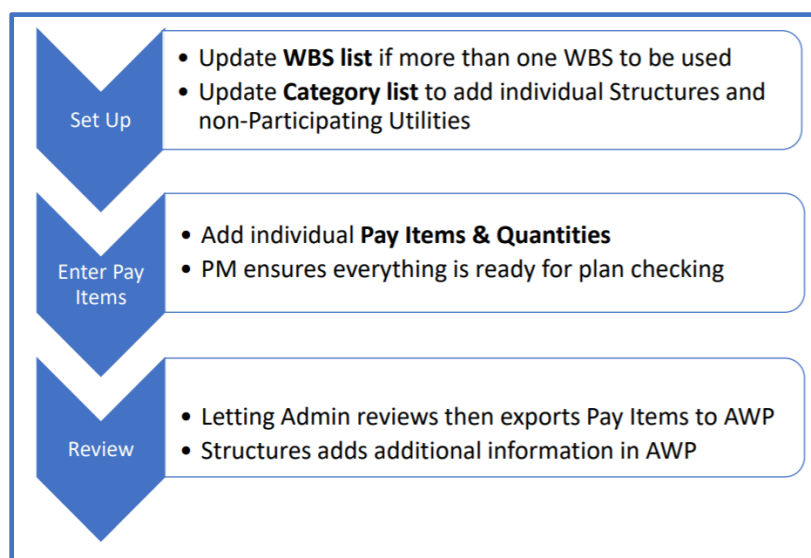 Set Up
• Update WBS list if more than one WBS to be used
• Update Category list to add individual Structures and
non-Participating Utilities
Enter Pay
Items
• Add individual Pay Items & Quantities
• PM ensures everything is ready for plan checking
Review
• Letting Admin reviews then exports Pay Items to AWP
• Structures adds additional information in AWP